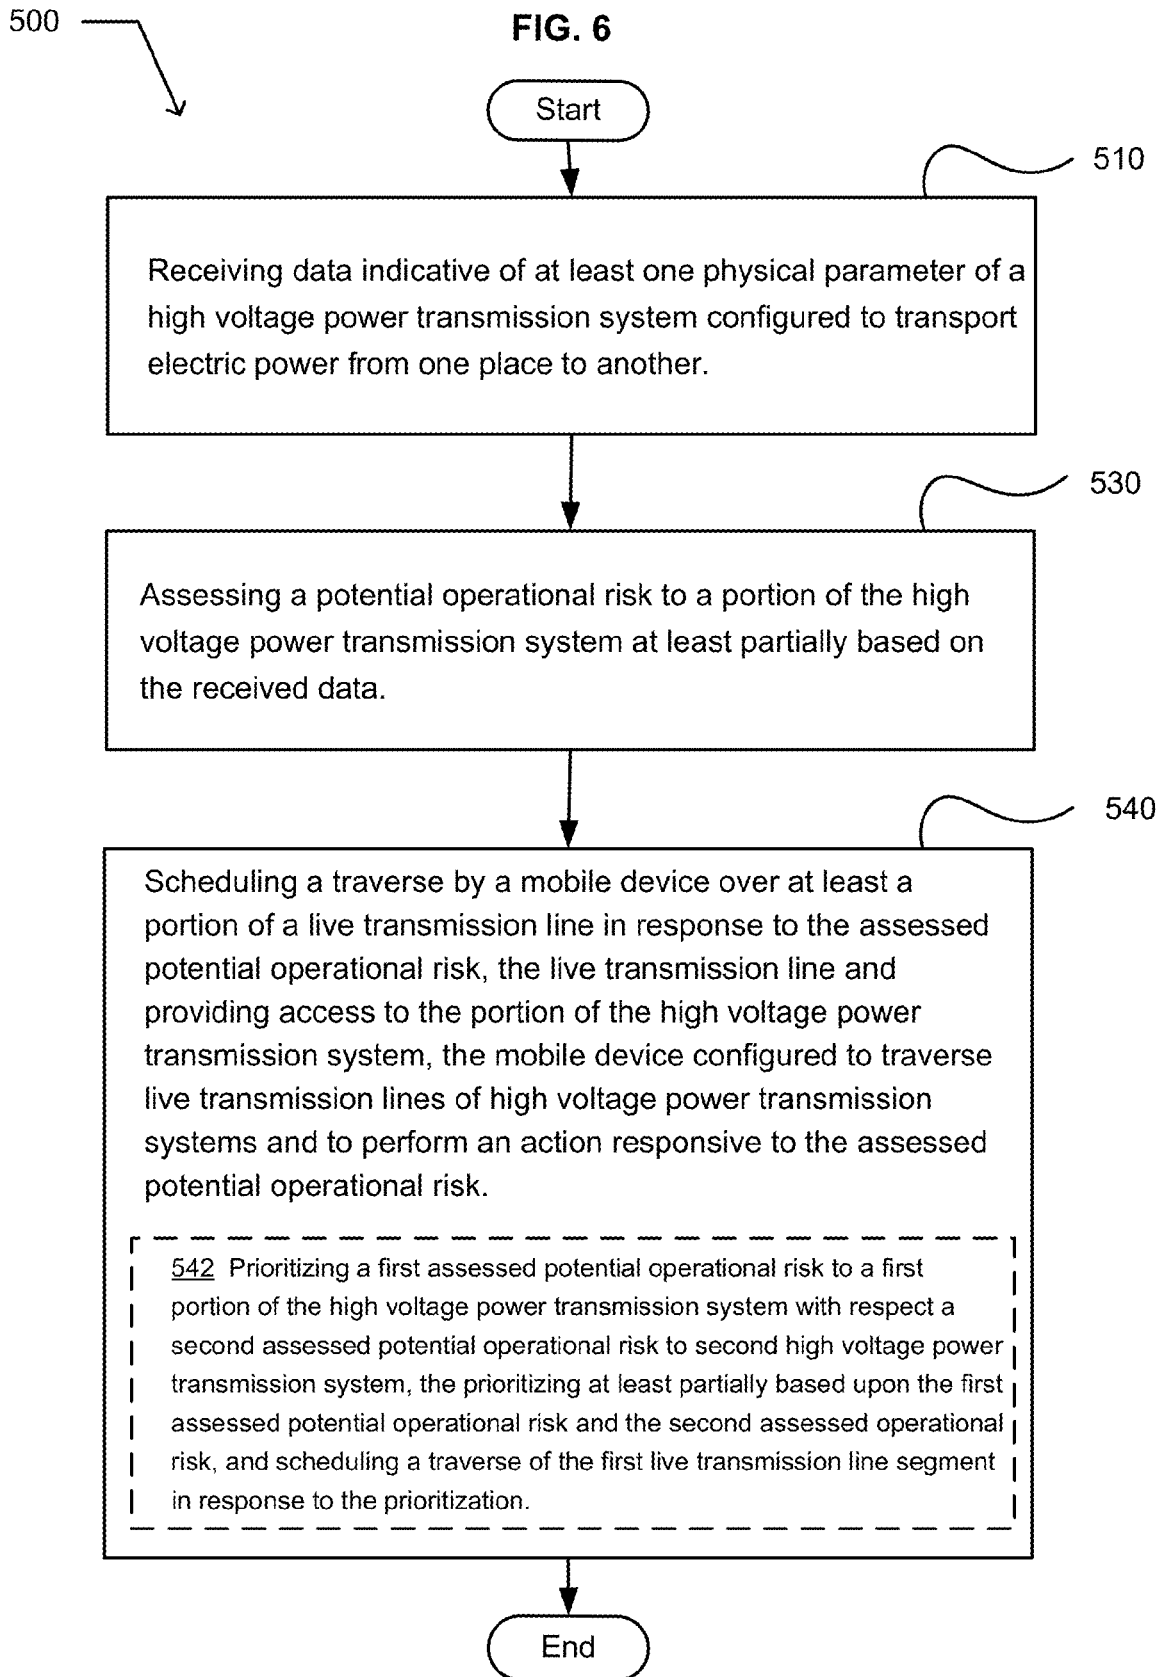 500
FIG. 6
Start
510
Receiving data indicative of at least one physical parameter of a
high voltage power transmission system configured to transport
electric power from one place to another.
530
Assessing a potential operational risk to a portion of the high
voltage power transmission system at least partially based on
the received data.
540
Scheduling a traverse by a mobile device over at least a
portion of a live transmission line in response to the assessed
potential operational risk, the live transmission line and
providing access to the portion of the high voltage power
transmission system, the mobile device configured to traverse
live transmission lines of high voltage power transmission
systems and to perform an action responsive to the assessed
potential operational risk.
542 Prioritizing a first assessed potential operational risk to a first
portion of the high voltage power transmission system with respect a
second assessed potential operational risk to second high voltage power
transmission system, the prioritizing at least partially based upon the first
assessed potential operational risk and the second assessed operational
risk, and scheduling a traverse of the first live transmission line segment
in response to the prioritization.
End